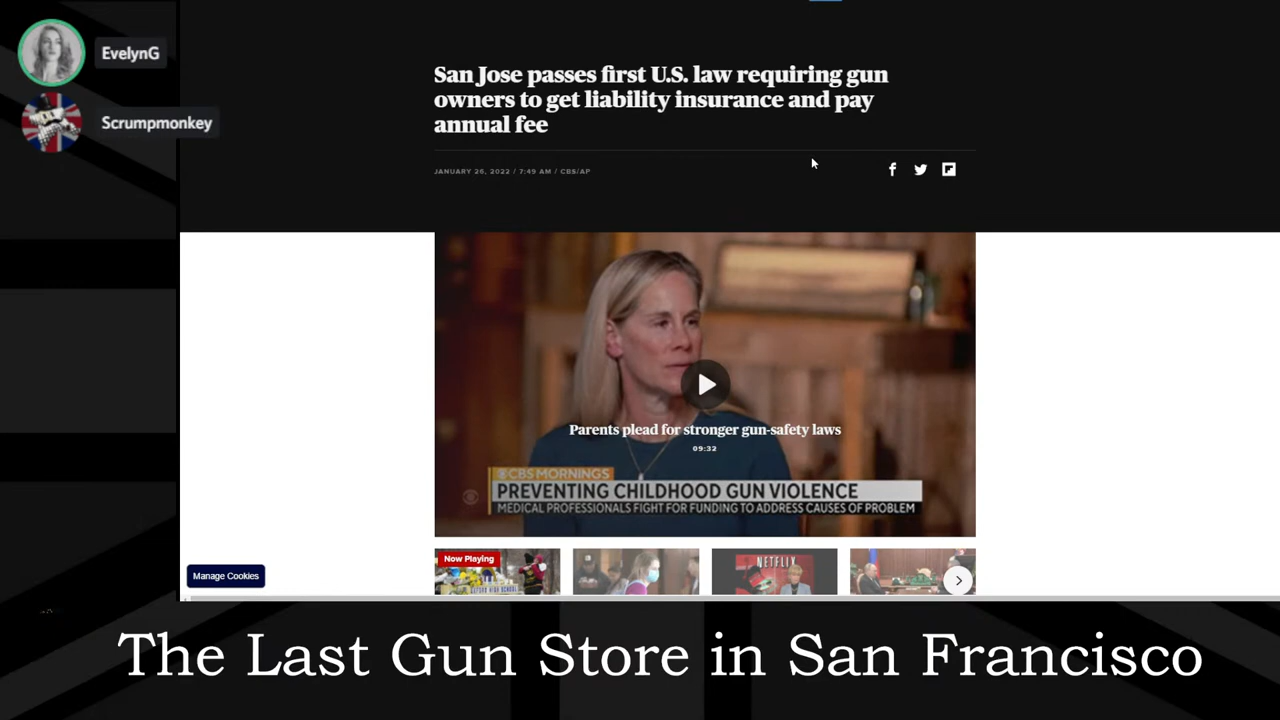 EvelynG
Scrumpmonkey
San Jose passes first U.S. law requiring gun
owners to get liability insurance and pay
annual fee
JANUARY 26, 2022 / 7:49 AM / CBS/AP
Parents plead for stronger gun-safety laws
09:32
CBS MORNINGS
PREVENTING CHILDHOOD GUN VIOLENCE
MEDICAL PROFESSIONALS FIGHT FOR FUNDING TO ADDRESS CAUSES OF PROBLEM
Now Playing
NETFLIX
Manage Cookies
The Last Gun Store in San Francisco